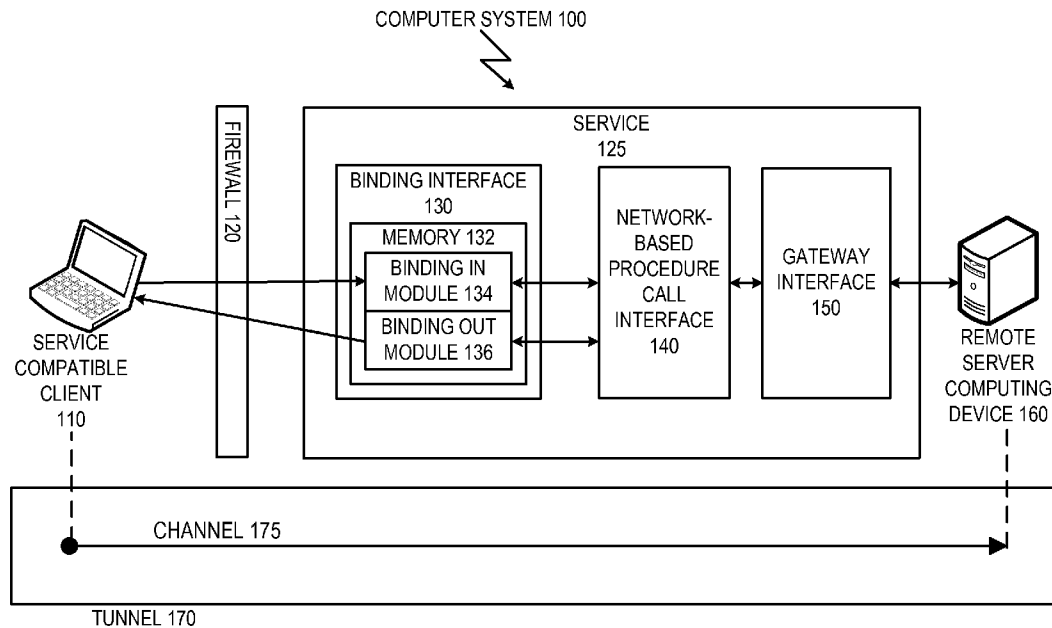 COMPUTER SYSTEM 100
FIREWALL 120
SERVICE
125
BINDING INTERFACE
130
MEMORY 132
BINDING IN
MODULE 134
BINDING OUT
MODULE 136
NETWORK-
BASED
PROCEDURE
CALL
INTERFACE
140
GATEWAY
INTERFACE
150
SERVICE
COMPATIBLE
CLIENT
110
REMOTE
SERVER
COMPUTING
DEVICE 160
CHANNEL 175
TUNNEL 170